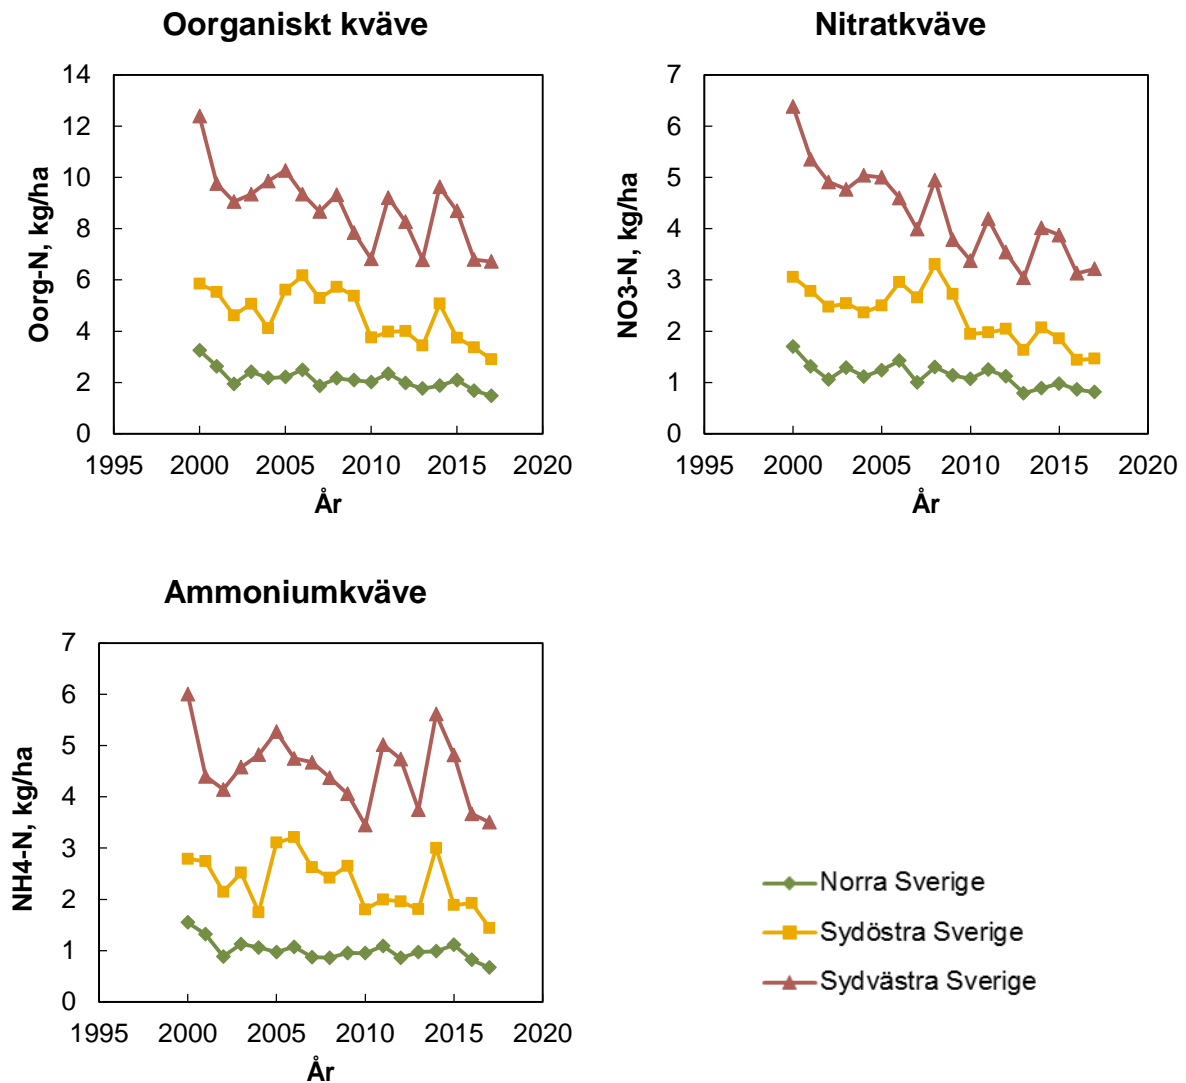 Oorganiskt kväve
14
12
10
8
6
4
2
0
Oorg-N, kg/ha
1995 2000 2005 2010 2015 2020
År
Nitratkväve
7
6
5
4
3
2
1
0
NO3-N, kg/ha
1995 2000 2005 2010 2015 2020
År
Ammoniumkväve
7
6
5
4
3
2
1
0
NH4-N, kg/ha
1995 2000 2005 2010 2015 2020
År
Norra Sverige
Sydöstra Sverige
Sydvästra Sverige